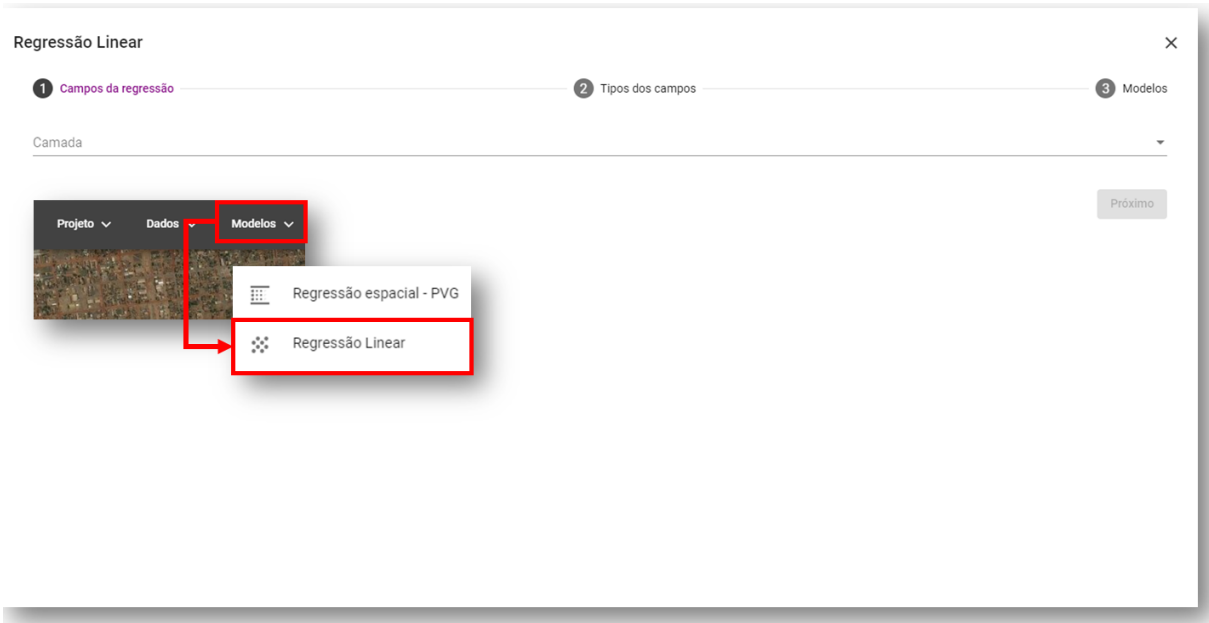 Regressão Linear
1 Campos da regressão 2 Tipos dos campos 3 Modelos
Camada
Próximo
Projeto Dados Modelos
Regressão espacial - PVG
Regressão Linear